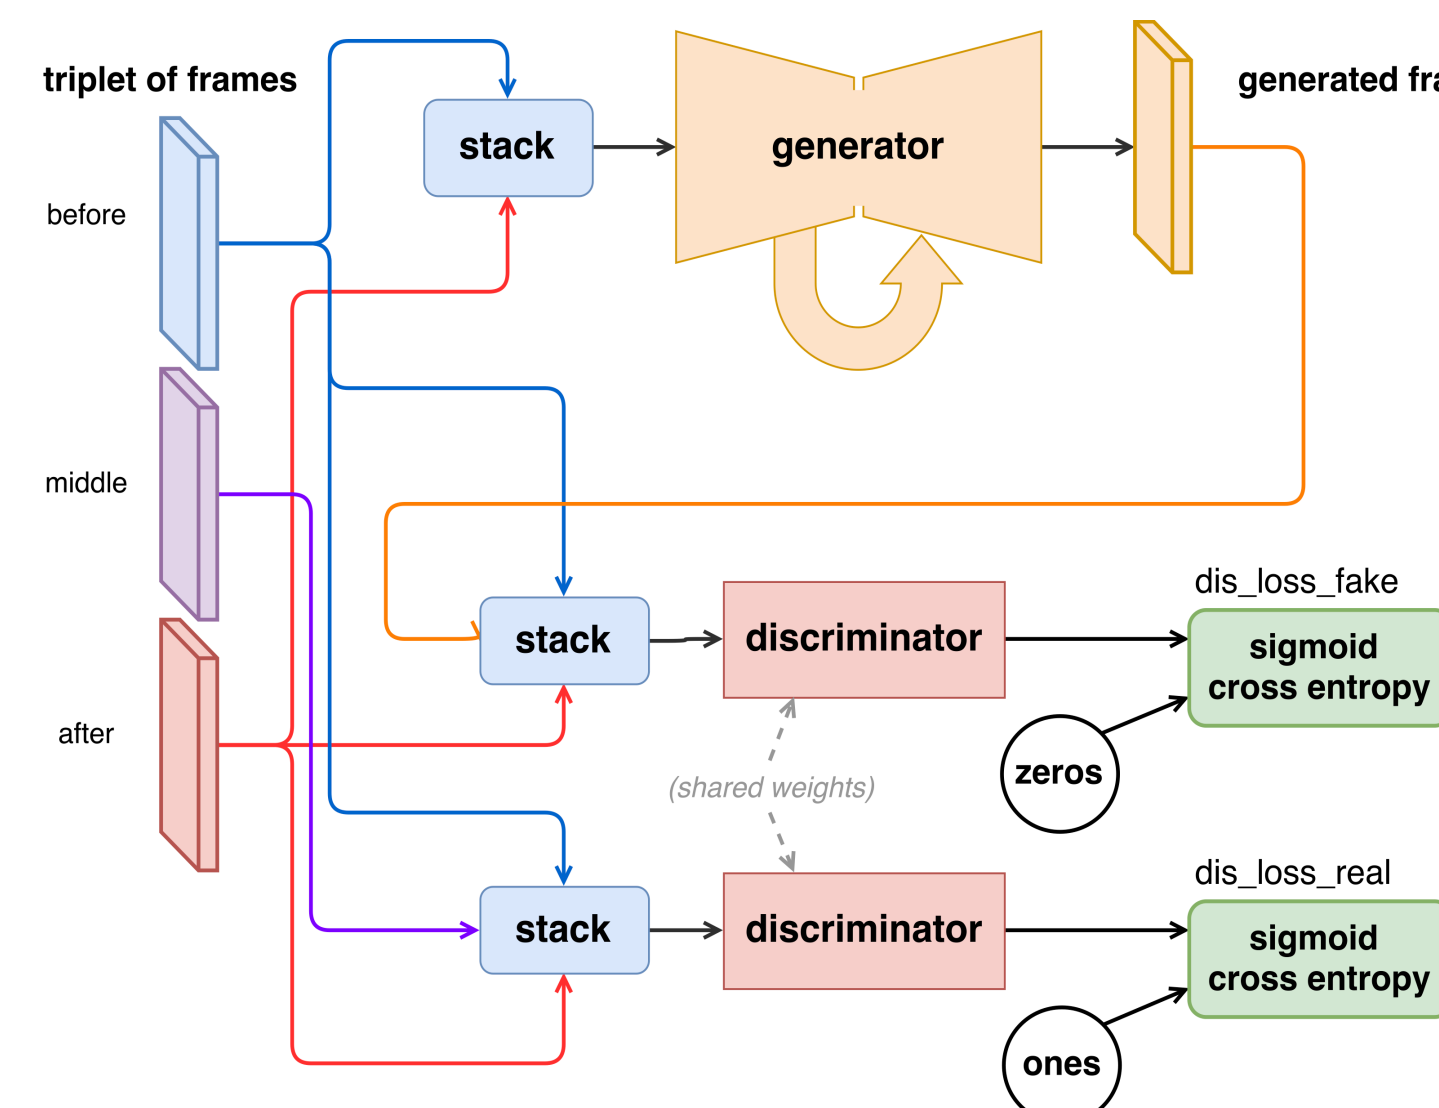 triplet of frames
generated fra
stack
generator
before
middle
after
stack
discriminator
dis_loss_fake
sigmoid
cross entropy
zeros
(shared weights)
stack
discriminator
dis_loss_real
sigmoid
cross entropy
ones